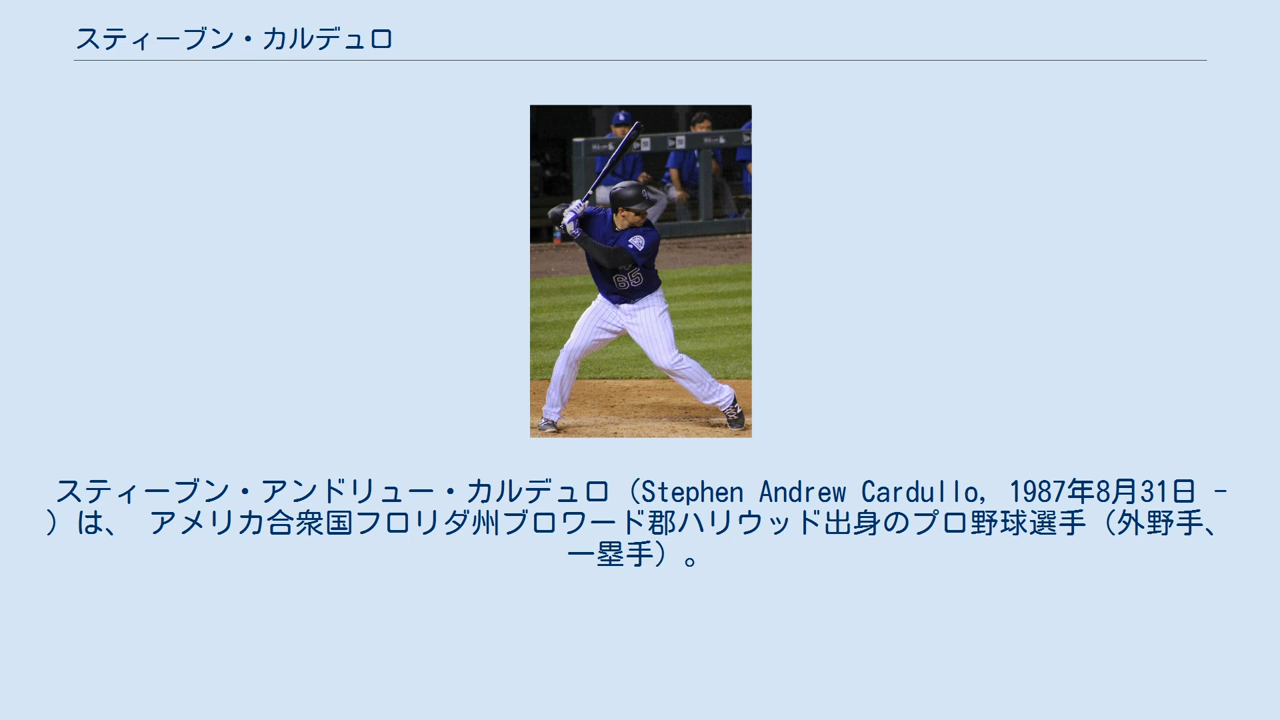 スティーブン・カルデュロ
65
スティーブン・アンドリュー・カルデュロ（Stephen Andrew Cardullo, 1987年8月31日 -
）は、 アメリカ合衆国フロリダ州ブロワード郡ハリウッド出身のプロ野球選手（外野手、
一塁手）。